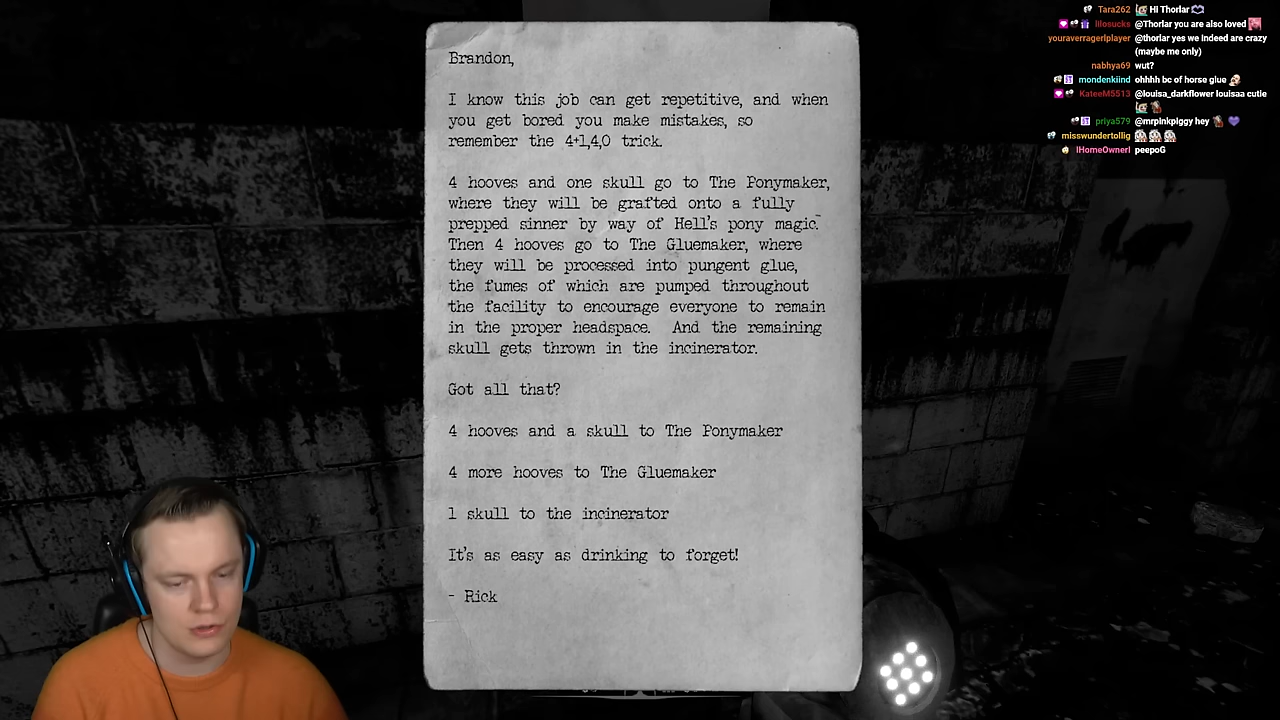 Brandon,
I know this job can get repetitive, and when
you get bored you make mistakes, so
remember the 4+1,4,0 trick.
4 hooves and one skull go to The Ponymaker,
where they will be grafted onto a fully
prepped sinner by way of Hell's pony magic.
Then 4 hooves go to The Gluemaker, where
they will be processed into pungent glue,
the fumes of which are pumped throughout
the facility to encourage everyone to remain
in the proper headspace. And the remaining
skull gets thrown in the incinerator.
Got all that?
4 hooves and a skull to The Ponymaker
4 more hooves to The Gluemaker
1 skull to the incinerator
It's as easy as drinking to forget!
- Rick
Tara262 Hi Thorlar
lilosucks @Thorlar you are also loved
youraverragerlplayer @thorlar yes we indeed are crazy
(maybe me only)
nabhya69 wut?
mondenkiind ohhhh bc of horse glue
KateeM5513 @louisa_darkflower louisaa cutie
priya579 @mrpinkpiggy hey
misswundertollig
IHomeOwnerI peepoG